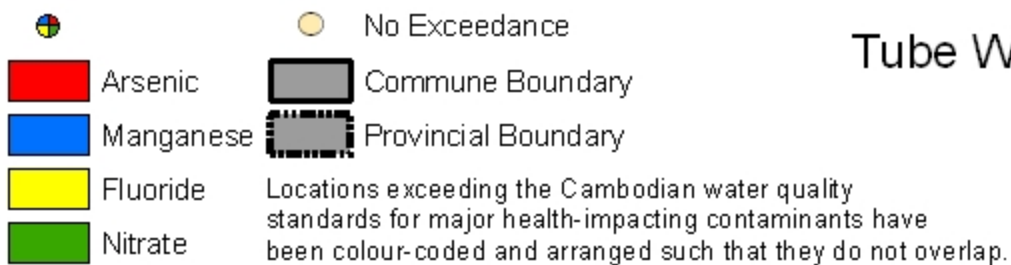 No Exceedance
Tube W
Arsenic
Commune Boundary
Manganese
Provincial Boundary
Fluoride
Nitrate
Locations exceeding the Cambodian water quality
standards for major health-impacting contaminants have
been colour-coded and arranged such that they do not overlap.